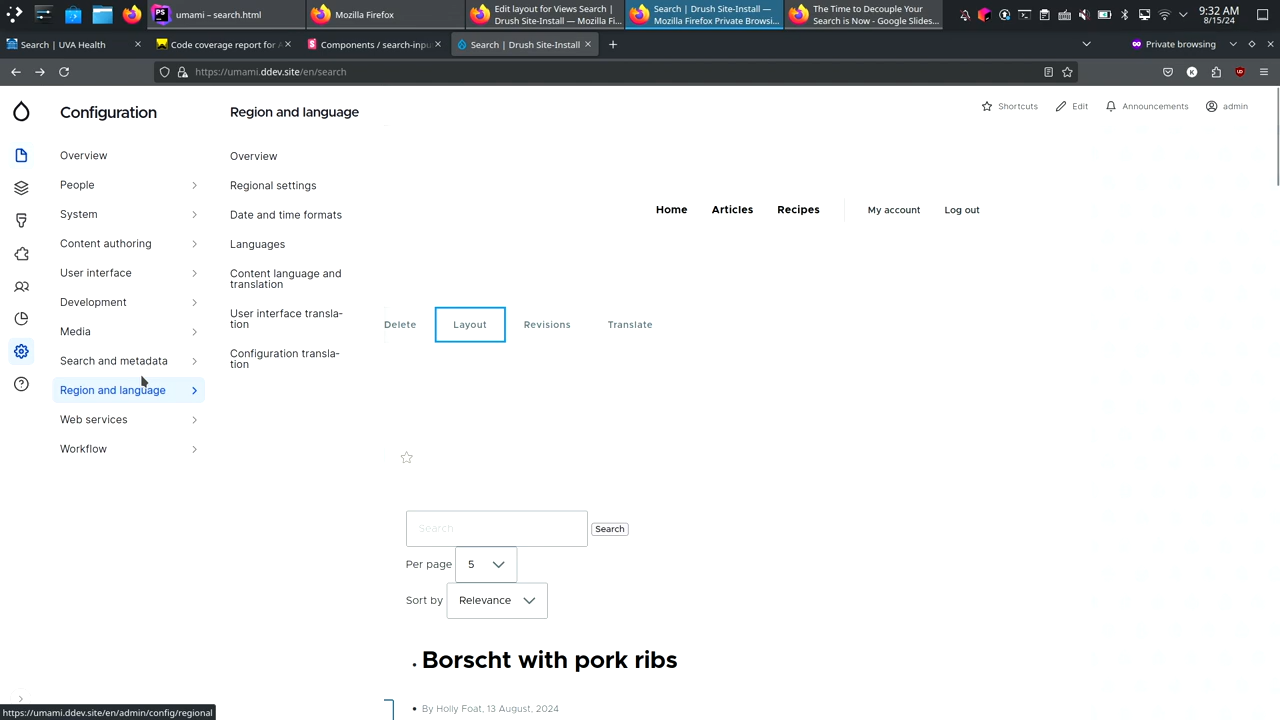 umami – search.html
Mozilla Firefox
Edit layout for Views Search |
Drush Site-Install — Mozilla Fi...
Search | Drush Site-Install —
Mozilla Firefox Private Browsi...
The Time to Decouple Your
Search is Now - Google Slides...
9:32 AM
8/15/24
Search | UVA Health
Code coverage report for A
Components / search-inpu
Search | Drush Site-Install
Private browsing
https://umami.ddev.site/en/search
Configuration
Region and language
Shortcuts
Edit
Announcements
admin
Overview
People
System
Content authoring
User interface
Development
Media
Search and metadata
Region and language
Web services
Workflow
Overview
Regional settings
Date and time formats
Languages
Content language and
translation
User interface transla-
tion
Configuration transla-
tion
Home
Articles
Recipes
My account
Log out
Delete
Layout
Revisions
Translate
Search
Search
Per page
5
Sort by
Relevance
Borscht with pork ribs
By Holly Foat, 13 August, 2024
https://umami.ddev.site/en/admin/config/regional